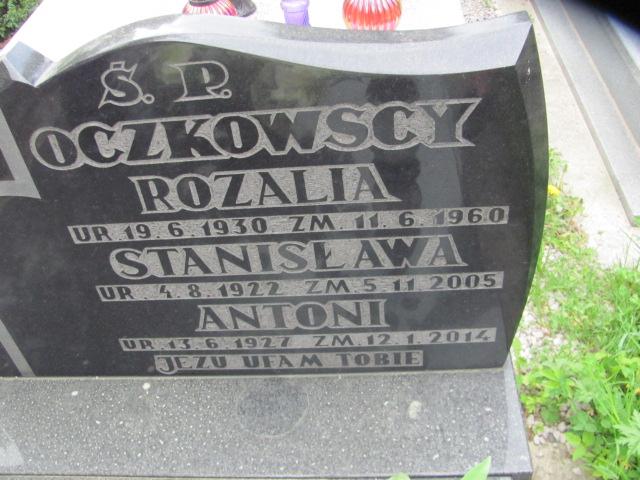 Ś. P.
OCZKOWSCY
ROZALIA
UR 19.6.1930 ZM. 11.6.1960
STANISŁAWA
UR. 4.8.1922 ZM 5.11.2005
ANTONI
UR. 13.6.1927 ZM. 12.1.2014
JEZU UFAM TOBIE